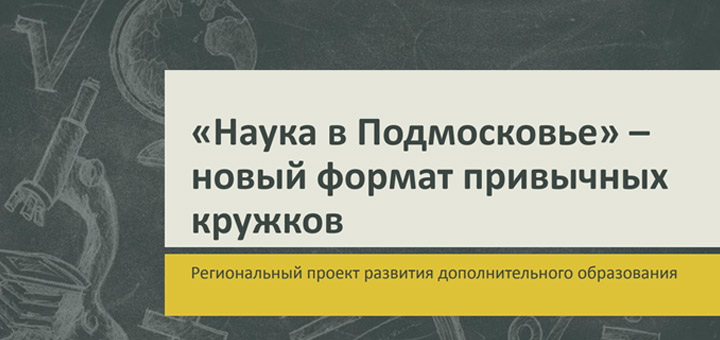 «Наука в Подмосковье» –
новый формат привычных
кружков
Региональный проект развития дополнительного образования